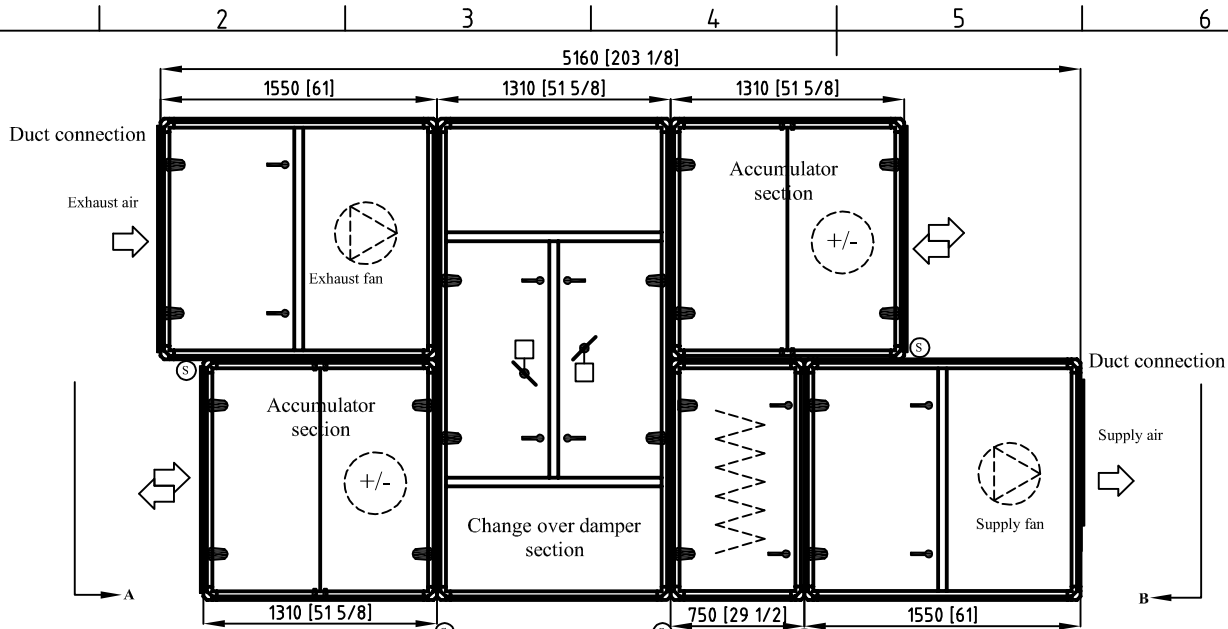 2 3 4 5 6
5160 [203 1/8]
1550 [61] 1310 [51 5/8] 1310 [51 5/8]
Duct connection
Exhaust air
Exhaust fan
Accumulator
section
+/-
S
S
Duct connection
Accumulator
section
+/-
Change over damper
section
Supply air
Supply fan
A
B
1310 [51 5/8] 750 [29 1/2] 1550 [61]